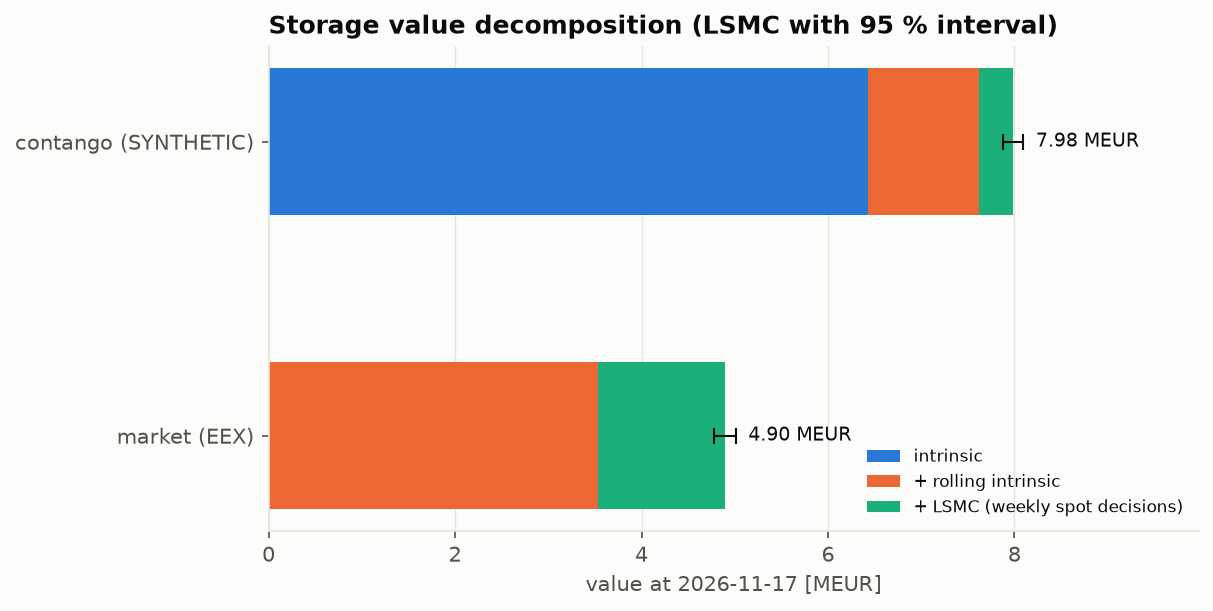 Storage value decomposition (LSMC with 95 % interval)
contango (SYNTHETIC)
7.98 MEUR
market (EEX)
4.90 MEUR
intrinsic
+ rolling intrinsic
+ LSMC (weekly spot decisions)
0 2 4 6 8
value at 2026-11-17 [MEUR]